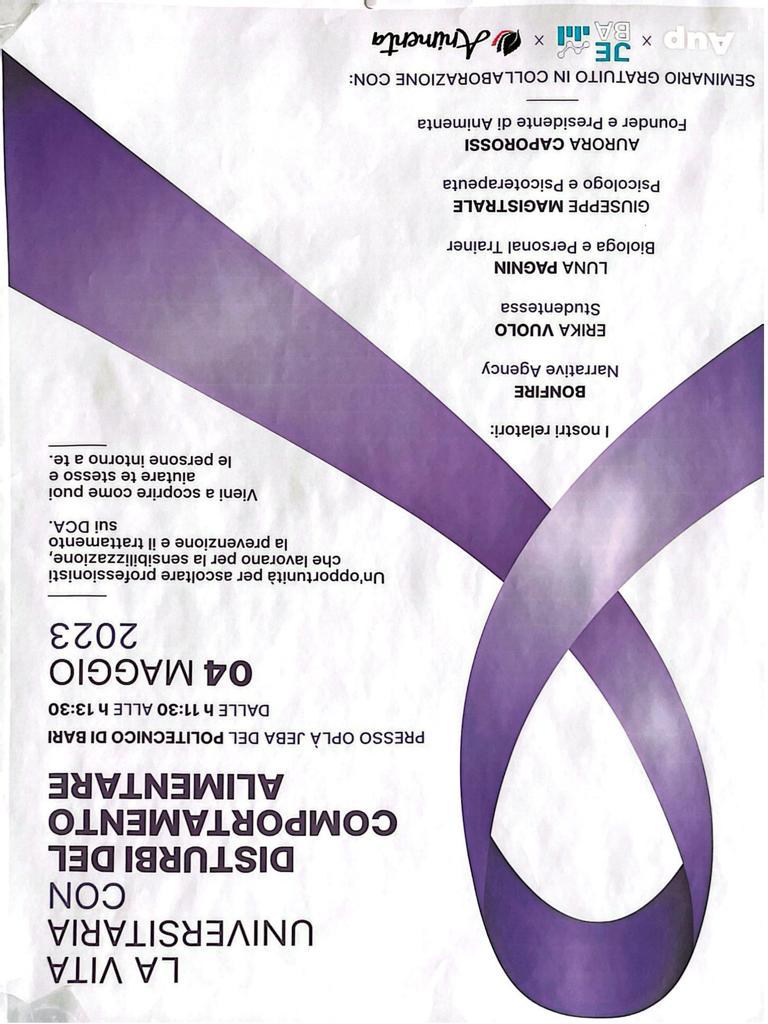 LA VITA
UNIVERSITARIA
CON
DISTURBI DEL
COMPORTAMENTO
ALIMENTARE
PRESSO OPLÀ JEBA DEL POLITECNICO DI BARI
DALLE h 11:30 ALLE h 13:30
04 MAGGIO
2023
Un'opportunità per ascoltare professionisti
che lavorano per la sensibilizzazione,
la prevenzione e il trattamento
sui DCA.
Vieni a scoprire come puoi
aiutare te stesso e
le persone intorno a te.
I nostri relatori:
BONFIRE
Narrative Agency
ERIKA VUOLO
Studentessa
LUNA PAGNIN
Biologa e Personal Trainer
GIUSEPPE MAGISTRALE
Psicologo e Psicoterapeuta
AURORA CAPOROSSI
Founder e Presidente di Animenta
SEMINARIO GRATUITO IN COLLABORAZIONE CON:
Aup x JEBA x Animenta